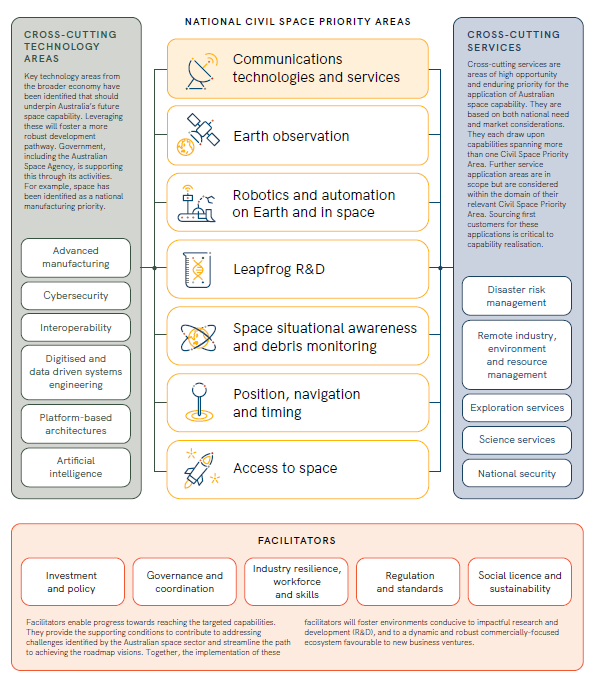 CROSS-CUTTING
TECHNOLOGY
AREAS
Key technology areas from
the broader economy have
been identified that should
underpin Australia's future
space capability. Leveraging
these will foster a more
robust development
pathway. Government,
including the Australian
Space Agency, is supporting
this through its activities.
For example, space has
been identified as a national
manufacturing priority.
Advanced
manufacturing
Cybersecurity
Interoperability
Digitised and
data driven systems
engineering
Platform-based
architectures
Artificial
intelligence
NATIONAL CIVIL SPACE PRIORITY AREAS
Communications
technologies and services
Earth observation
Robotics and automation
on Earth and in space
Leapfrog R&D
Space situational awareness
and debris monitoring
Position, navigation
and timing
Access to space
CROSS-CUTTING
SERVICES
Cross-cutting services are
areas of high opportunity
and enduring priority for the
application of Australian
space capability. They are
based on both national need
and market considerations.
They each draw upon
capabilities spanning more
than one Civil Space Priority
Area. Further service
application areas are in
scope but are considered
within the domain of their
relevant Civil Space Priority
Area. Sourcing first
customers for these
applications is critical to
capability realisation.
Disaster risk
management
Remote industry,
environment
and resource
management
Exploration services
Science services
National security
FACILITATORS
Investment
and policy
Governance and
coordination
Industry resilience,
workforce
and skills
Regulation
and standards
Social licence and
sustainability
Facilitators enable progress towards reaching the targeted capabilities.
They provide the supporting conditions to contribute to addressing
challenges identified by the Australian space sector and streamline the path
to achieving the roadmap visions. Together, the implementation of these
facilitators will foster environments conducive to impactful research and
development (R&D), and to a dynamic and robust commercially-focused
ecosystem favourable to new business ventures.